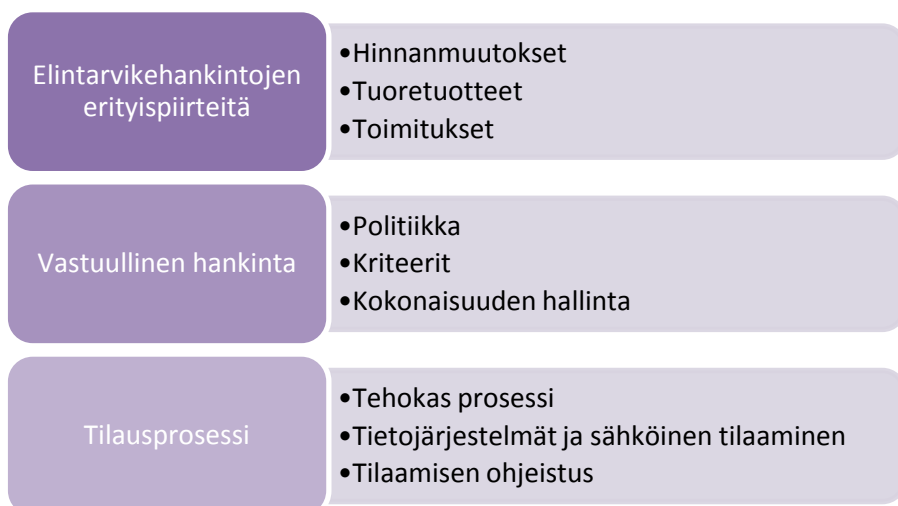 Elintarvikehankintojen
erityispiirteitä
•Hinnanmuutokset
•Tuoretuotteet
•Toimitukset
Vastuullinen hankinta
•Politiikka
•Kriteerit
•Kokonaisuuden hallinta
Tilausprosessi
•Tehokas prosessi
•Tietojärjestelmät ja sähköinen tilaaminen
•Tilaamisen ohjeistus